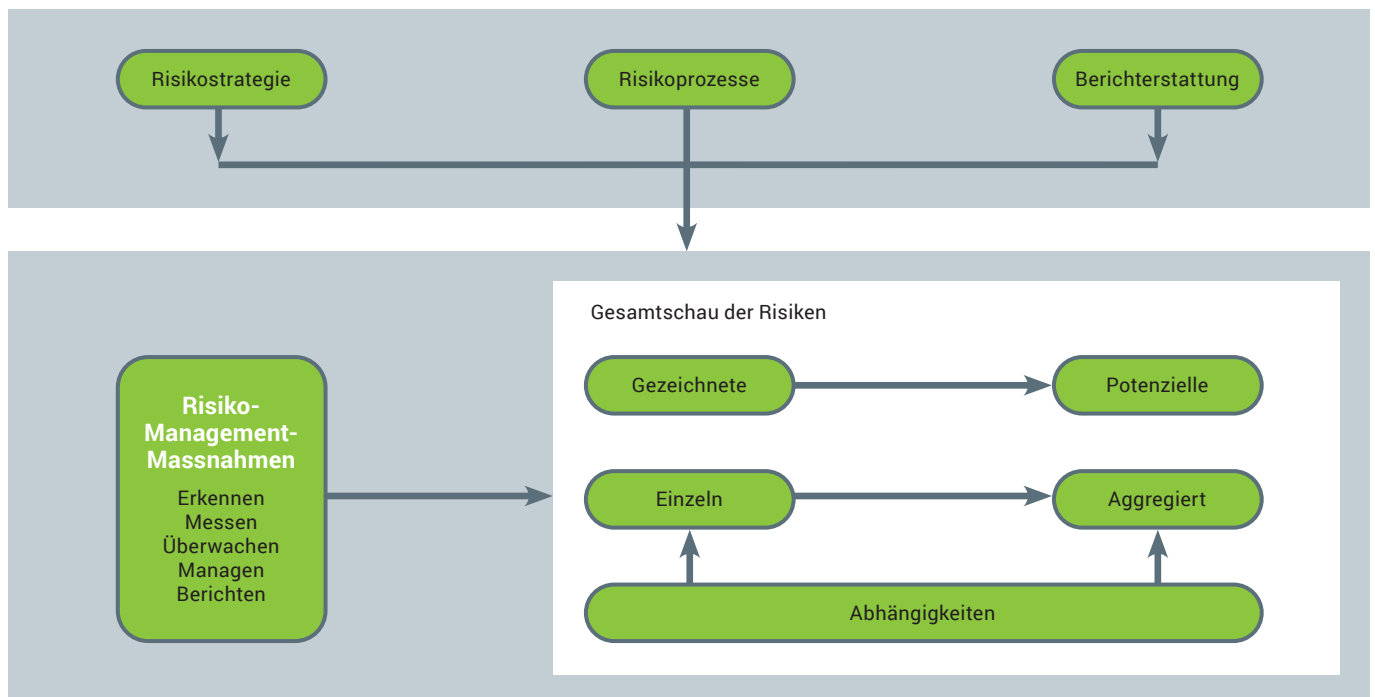 Risikostrategie
Risikoprozesse
Berichterstattung
Gesamtschau der Risiken
Risiko-
Management-
Massnahmen
Erkennen
Messen
Überwachen
Managen
Berichten
Gezeichnete
Potenzielle
Einzeln
Aggregiert
Abhängigkeiten